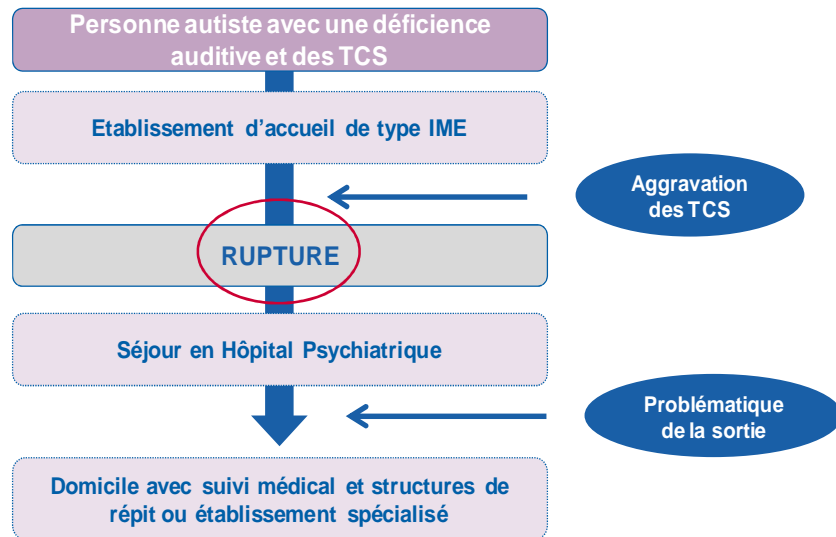 Personne autiste avec une déficience
auditive et des TCS
Etablissement d'accueil de type IME
Aggravation
des TCS
RUPTURE
Séjour en Hôpital Psychiatrique
Problématique
de la sortie
Domicile avec suivi médical et structures de
répit ou établissement spécialisé